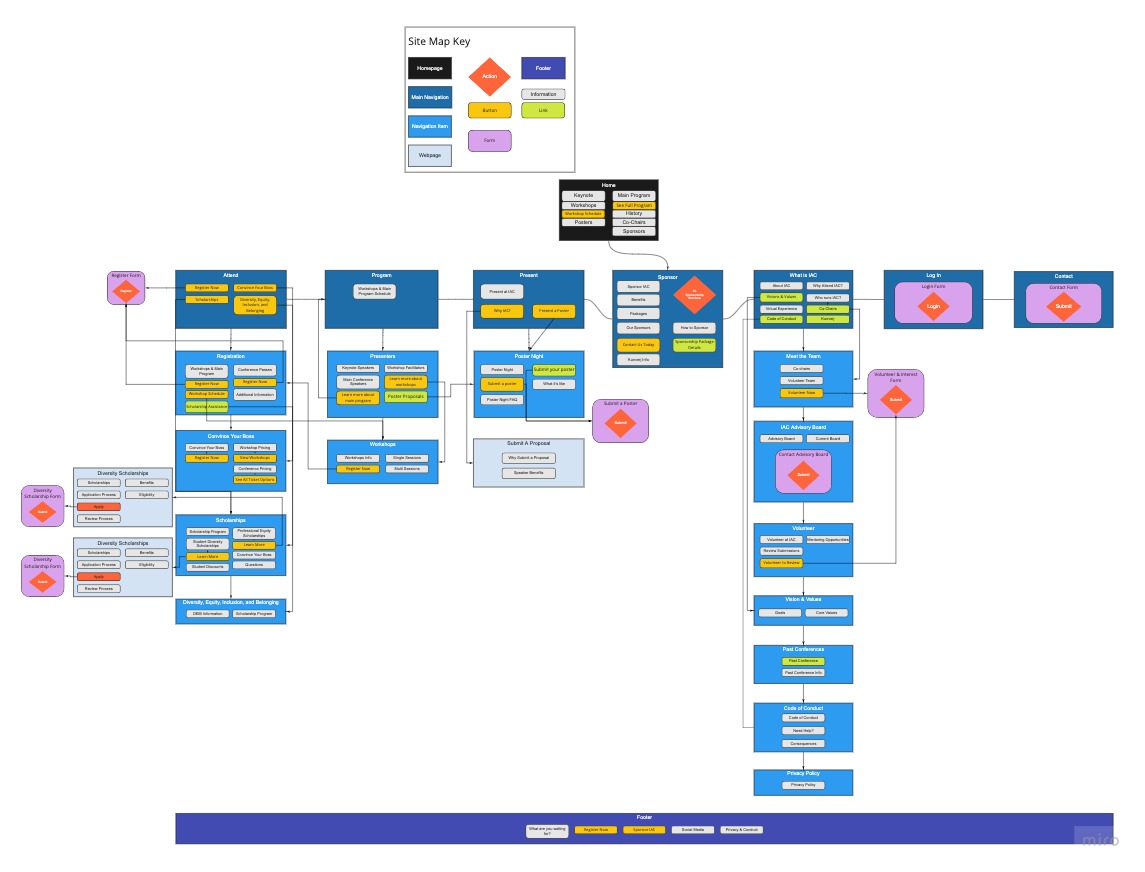 Site Map Key
Homepage
Action
Footer
Information
Main Navigation
Button
Link
Navigation Item
Form
Webpage
Home
Keynote
Main Program
Workshops
See Full Program
Workshop Schedule
History
Posters
Co-Chairs
Sponsors
Register Form
Register
Attend
Register Now
Convince Your Boss
Scholarships
Diversity, Equity,
Inclusion, and
Belonging
Program
Workshops & Main
Program Schedule
Present
Present at IAC
Why IAC?
Present a Poster
Sponsor
Sponsor IAC
Benefits
Packages
Our Sponsors
How to Sponsor
Contact Us Today
Sponsorship Package
Details
What is IAC
About IAC
Why Attend IAC?
Visions & Values
Who runs IAC?
Virtual Experience
Co-Chairs
Code of Conduct
Log In
Login Form
Login
Contact
Contact Form
Submit
Registration
Workshops & Main
Program
Conference Passes
Register Now
Register Now
Workshop Schedule
Additional Information
Scholarship Assistance
Presenters
Keynote Speakers
Workshop Facilitators
Main Conference
Speakers
Learn more about
workshops
Learn more about
main program
Poster Proposals
Poster Night
Poster Night
Submit your poster
Submit a poster
What it's like
Poster Night FAQ
Submit a Poster
Submit
Meet the Team
Co-chairs
Volunteer Team
Volunteer Now
Volunteer & Interest
Form
Submit
Convince Your Boss
Convince Your Boss
Workshop Pricing
Register Now
View Workshops
Conference Pricing
See All Ticket Options
Workshops
Workshops Info
Single Sessions
Register Now
Multi Sessions
Submit A Proposal
Why Submit a Proposal
Speaker Benefits
IAC Advisory Board
Advisory Board
Current Board
Contact Advisory Board
Submit
Diversity Scholarships
Scholarships
Benefits
Application Process
Eligibility
Apply
Review Process
Diversity
Scholarship Form
Submit
Scholarships
Scholarship Program
Professional Equity
Scholarships
Student Diversity
Scholarships
Learn More
Learn More
Convince Your Boss
Student Discounts
Questions
Volunteer
Volunteer at IAC
Mentoring Opportunities
Review Submissions
Volunteer to Review
Diversity Scholarships
Scholarships
Benefits
Application Process
Eligibility
Apply
Review Process
Diversity
Scholarship Form
Submit
Diversity, Equity, Inclusion, and Belonging
DEIB Information
Scholarship Program
Vision & Values
Goals
Core Values
Past Conferences
Past Conference
Past Conference Info
Code of Conduct
Code of Conduct
Need Help?
Consequences
Privacy Policy
Privacy Policy
Footer
What are you waiting
for?
Register Now
Sponsor IAC
Social Media
Privacy & Conduct
miro